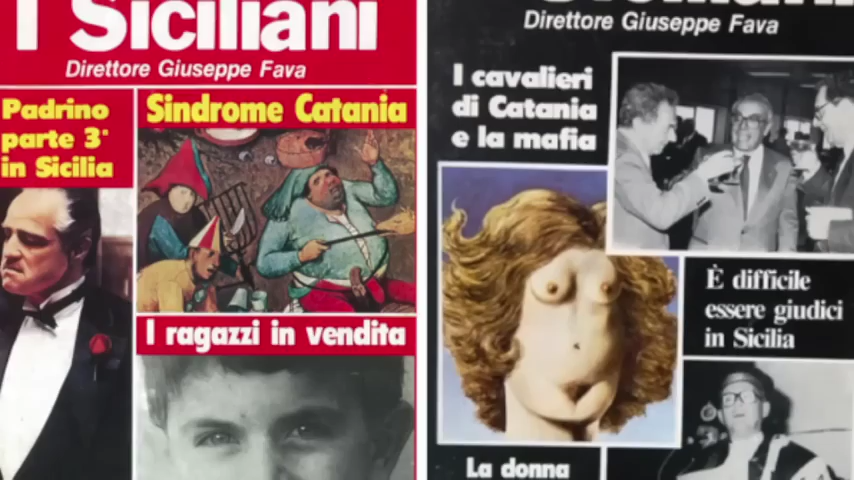 I Siciliani
Direttore Giuseppe Fava
Padrino
parte 3ª
in Sicilia
Sindrome Catania
I ragazzi in vendita
Direttore Giuseppe Fava
I cavalieri
di Catania
e la mafia
È difficile
essere giudici
in Sicilia
La donna